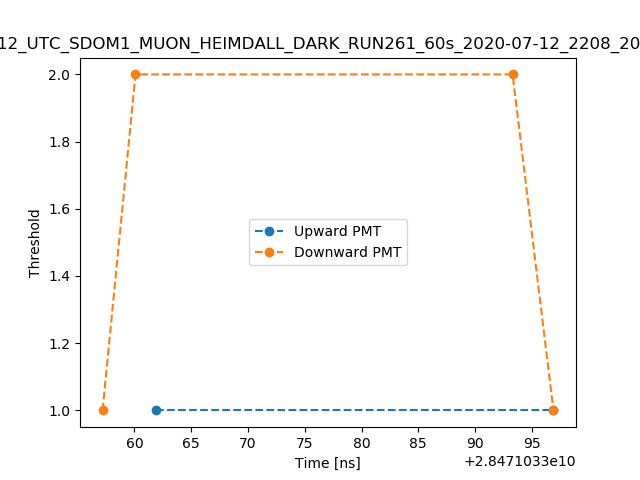 12_UTC_SDOM1_MUON_HEIMDALL_DARK_RUN261_60s_2020-07-12_2208_20
2.0
1.8
1.6
1.4
1.2
1.0
Threshold
Upward PMT
Downward PMT
60 65 70 75 80 85 90 95
Time [ns]
+2.8471033e10